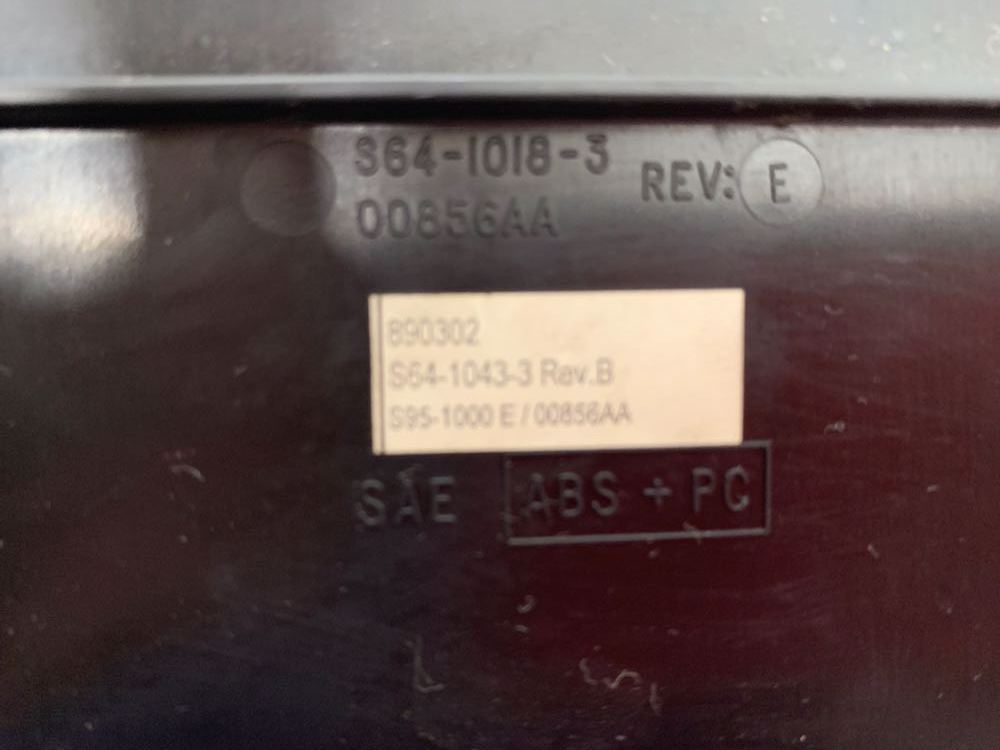 S64-1018-3
00856AA
REV: E
890302
S64-1043-3 Rev.B
S95-1000 E / 00856AA
SAE ABS + PC